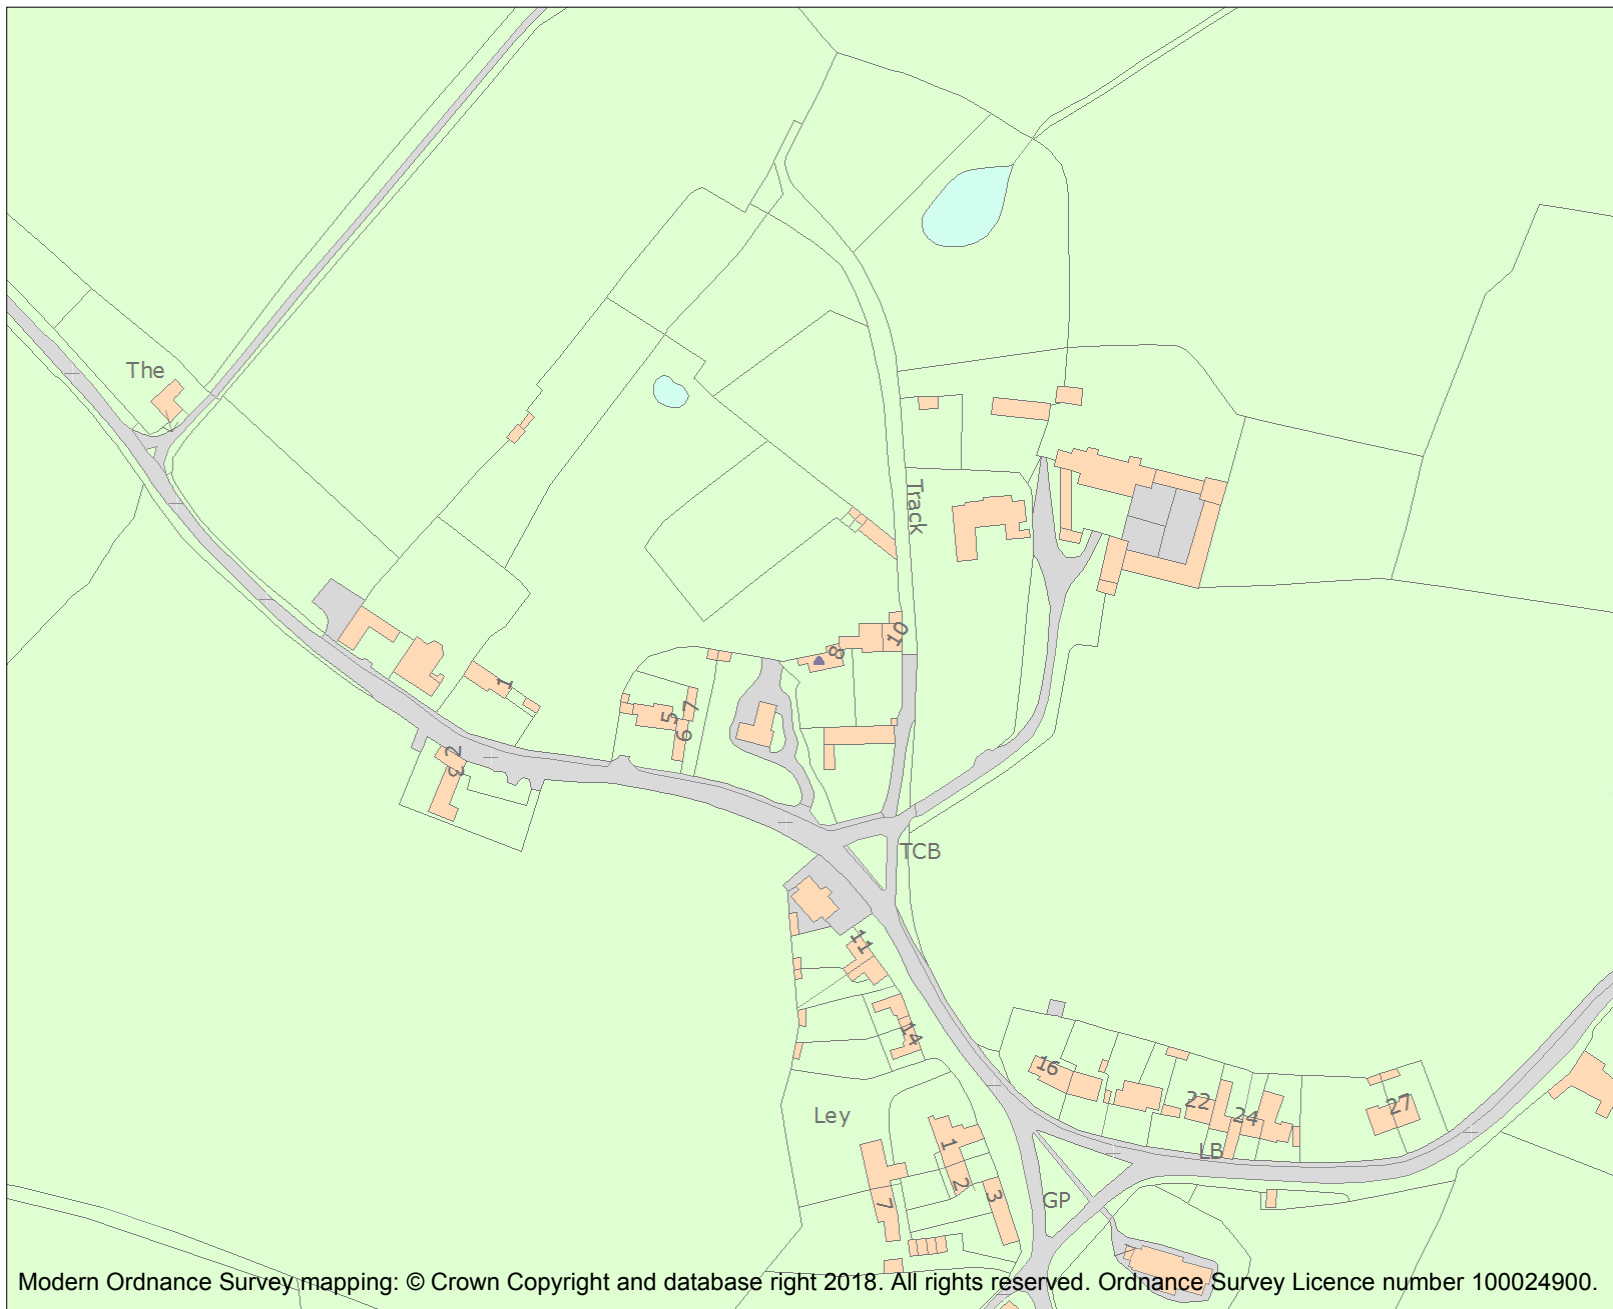 The
Track
10
8
1
5
7
6
2
3
TCB
11
14
16
22
24
27
LB
Ley
1
2
3
7
GP
Modern Ordnance Survey mapping: © Crown Copyright and database right 2018. All rights reserved. Ordnance Survey Licence number 100024900.